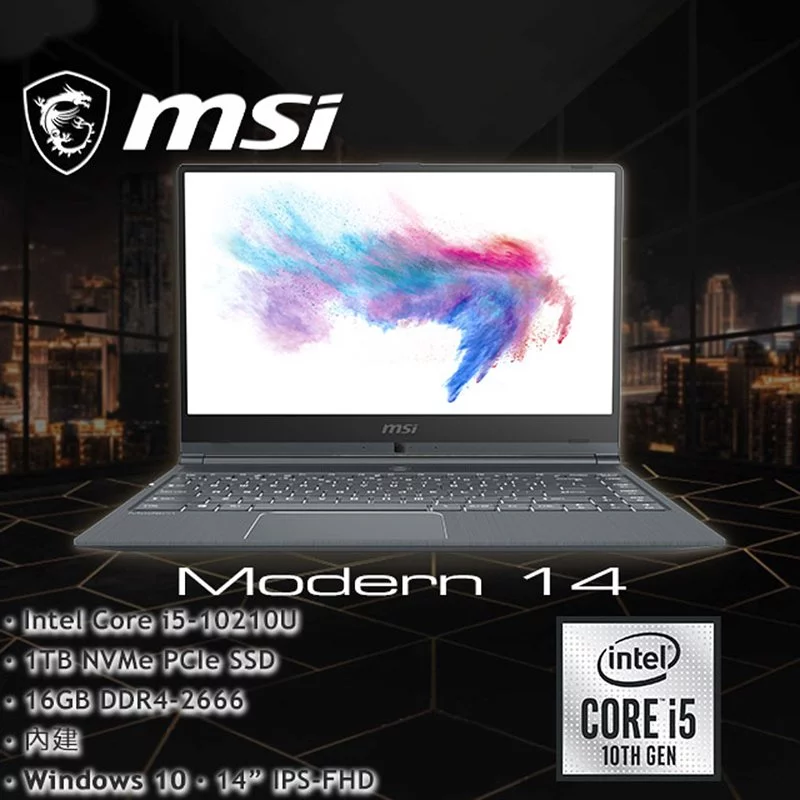 msi
msi
Modern 14
• Intel Core i5-10210U
• 1TB NVMe PCIe SSD
• 16GB DDR4-2666
• 內建
• Windows 10 • 14” IPS-FHD
intel
CORE™ i5
10TH GEN